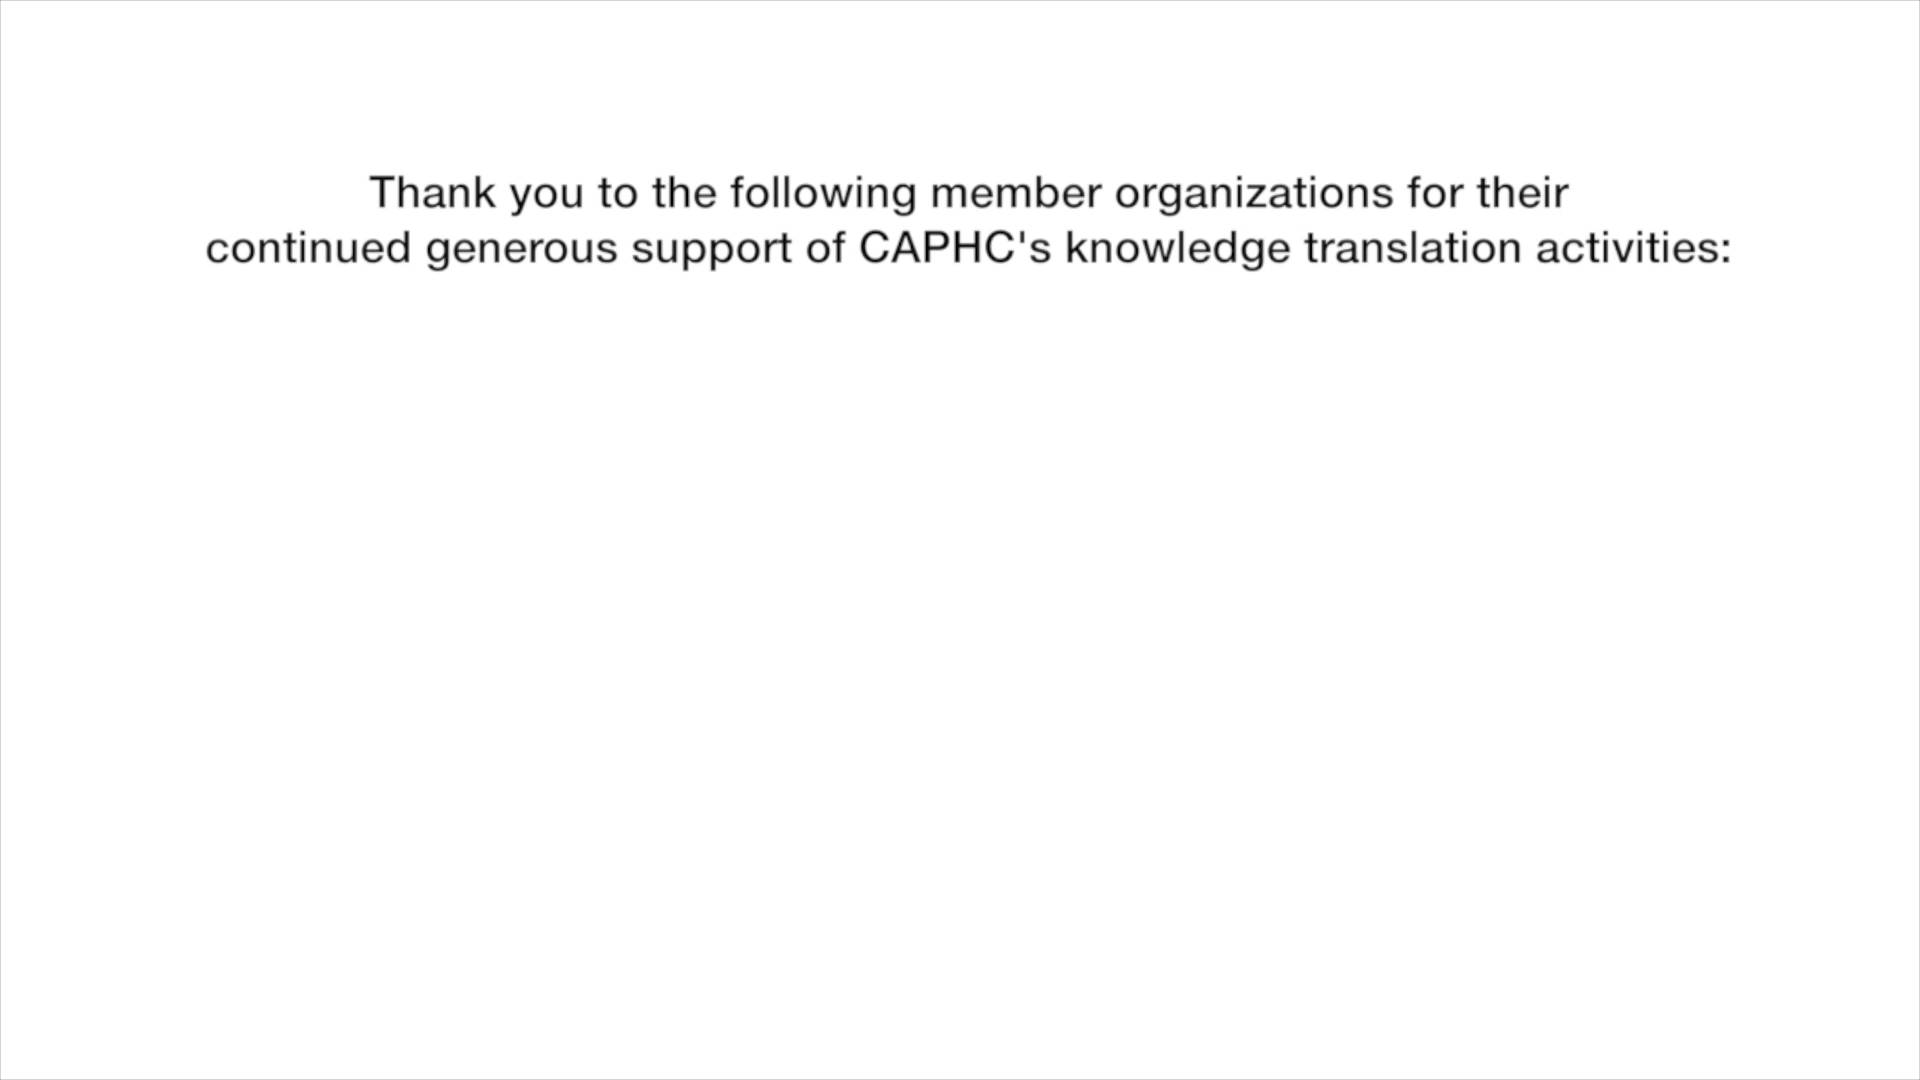 Thank you to the following member organizations for their
continued generous support of CAPHC's knowledge translation activities: